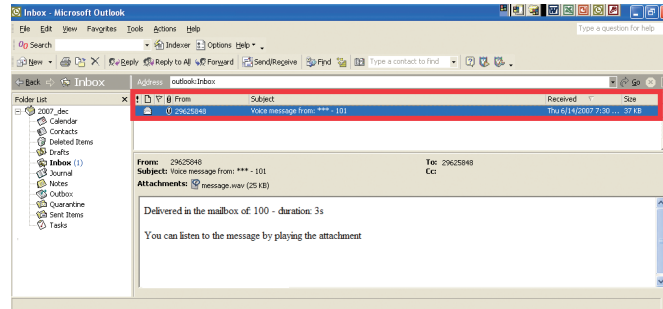 Inbox - Microsoft Outlook
File Edit View Favorites Tools Actions Help
Type a question for help
Search Indexer Options Help
New Reply Reply to All Forward Send/Receive Find Type a contact to find
Back Inbox Address outlook:Inbox Go
Folder List X
! From Subject Received Size
29625848 Voice message from: *** - 101 Thu 6/14/2007 7:30 ... 37 KB
2007_dec
Calendar
Contacts
Deleted Items
Drafts
Inbox (1)
Journal
Notes
Outbox
Quarantine
Sent Items
Tasks
From: 29625848 To: 29625848
Subject: Voice message from: *** - 101 Cc:
Attachments: message.wav (25 KB)
Delivered in the mailbox of: 100 - duration: 3s
You can listen to the message by playing the attachment